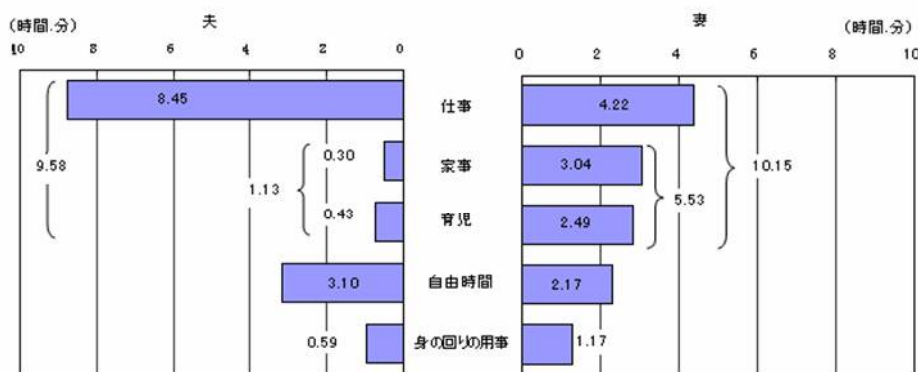 (時間.分) 夫 妻 (時間.分)
10 8 6 4 2 0 0 2 4 6 8 10
8.45 仕事 4.22
9.58 10.15
0.30 家事 3.04
1.13 5.53
0.43 育児 2.49
3.10 自由時間 2.17
0.59 身の回りの用事 1.17